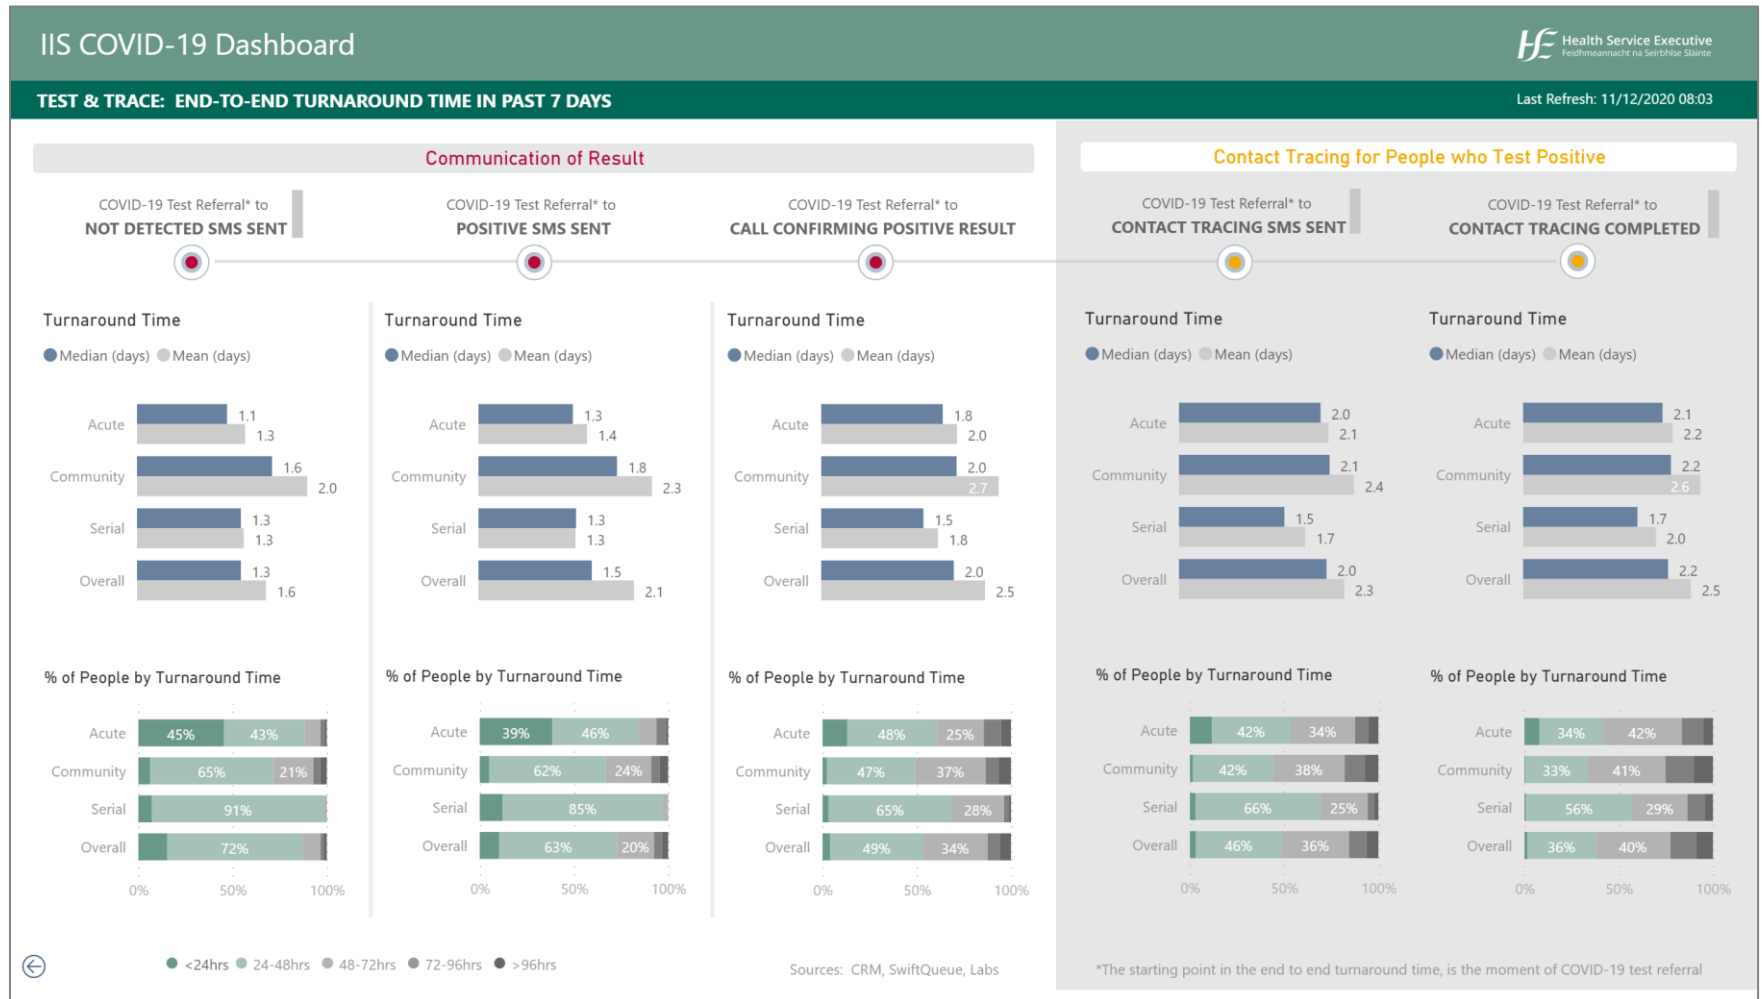 IIS COVID-19 Dashboard
Health Service Executive
Feidhmeannacht na Seirbhíse Sláinte
TEST & TRACE: END-TO-END TURNAROUND TIME IN PAST 7 DAYS
Last Refresh: 11/12/2020 08:03
Communication of Result
Contact Tracing for People who Test Positive
COVID-19 Test Referral* to
NOT DETECTED SMS SENT
COVID-19 Test Referral* to
POSITIVE SMS SENT
COVID-19 Test Referral* to
CALL CONFIRMING POSITIVE RESULT
COVID-19 Test Referral* to
CONTACT TRACING SMS SENT
COVID-19 Test Referral* to
CONTACT TRACING COMPLETED
Turnaround Time
Median (days) Mean (days)
Acute 1.1
1.3
Community 1.6
2.0
Serial 1.3
1.3
Overall 1.3
1.6
Turnaround Time
Median (days) Mean (days)
Acute 1.3
1.4
Community 1.8
2.3
Serial 1.3
1.3
Overall 1.5
2.1
Turnaround Time
Median (days) Mean (days)
Acute 1.8
2.0
Community 2.0
2.7
Serial 1.5
1.8
Overall 2.0
2.5
Turnaround Time
Median (days) Mean (days)
Acute 2.0
2.1
Community 2.1
2.4
Serial 1.5
1.7
Overall 2.0
2.3
Turnaround Time
Median (days) Mean (days)
Acute 2.1
2.2
Community 2.2
2.6
Serial 1.7
2.0
Overall 2.2
2.5
% of People by Turnaround Time
Acute 45% 43%
Community 65% 21%
Serial 91%
Overall 72%
0% 50% 100%
% of People by Turnaround Time
Acute 39% 46%
Community 62% 24%
Serial 85%
Overall 63% 20%
0% 50% 100%
% of People by Turnaround Time
Acute 48% 25%
Community 47% 37%
Serial 65% 28%
Overall 49% 34%
0% 50% 100%
% of People by Turnaround Time
Acute 42% 34%
Community 42% 38%
Serial 66% 25%
Overall 46% 36%
0% 50% 100%
% of People by Turnaround Time
Acute 34% 42%
Community 33% 41%
Serial 56% 29%
Overall 36% 40%
0% 50% 100%
<24hrs 24-48hrs 48-72hrs 72-96hrs >96hrs
Sources: CRM, SwiftQueue, Labs
*The starting point in the end to end turnaround time, is the moment of COVID-19 test referral